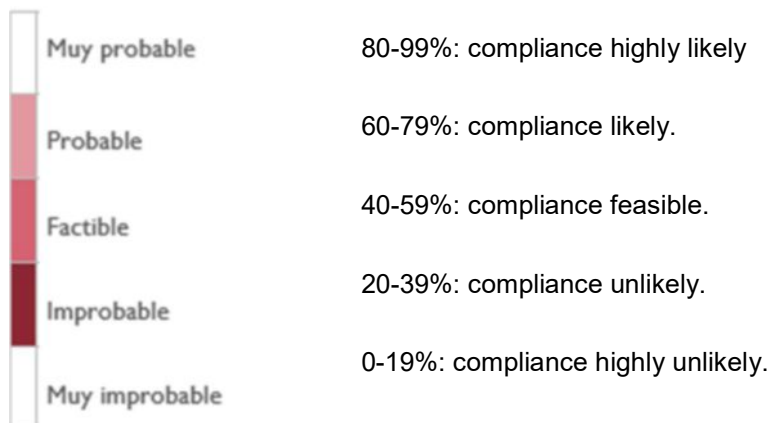 Muy probable
80-99%: compliance highly likely
Probable
60-79%: compliance likely.
Factible
40-59%: compliance feasible.
Improbable
20-39%: compliance unlikely.
Muy improbable
0-19%: compliance highly unlikely.